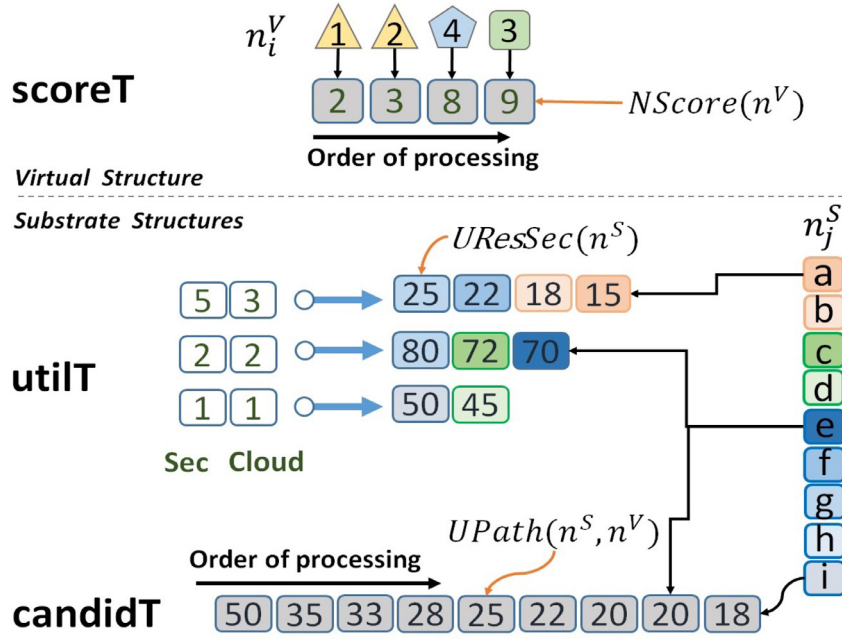 n_i^V 1 2 4 3
scoreT 2 3 8 9 NScore(n^V)
Order of processing
Virtual Structure
Substrate Structures
n_j^S
UResSec(n^S)
5 3 25 22 18 15 a
b
utilT 2 2 80 72 70 c
d
1 1 50 45 e
Sec Cloud f
g
UPath(n^S, n^V) h
Order of processing i
candidT 50 35 33 28 25 22 20 20 18